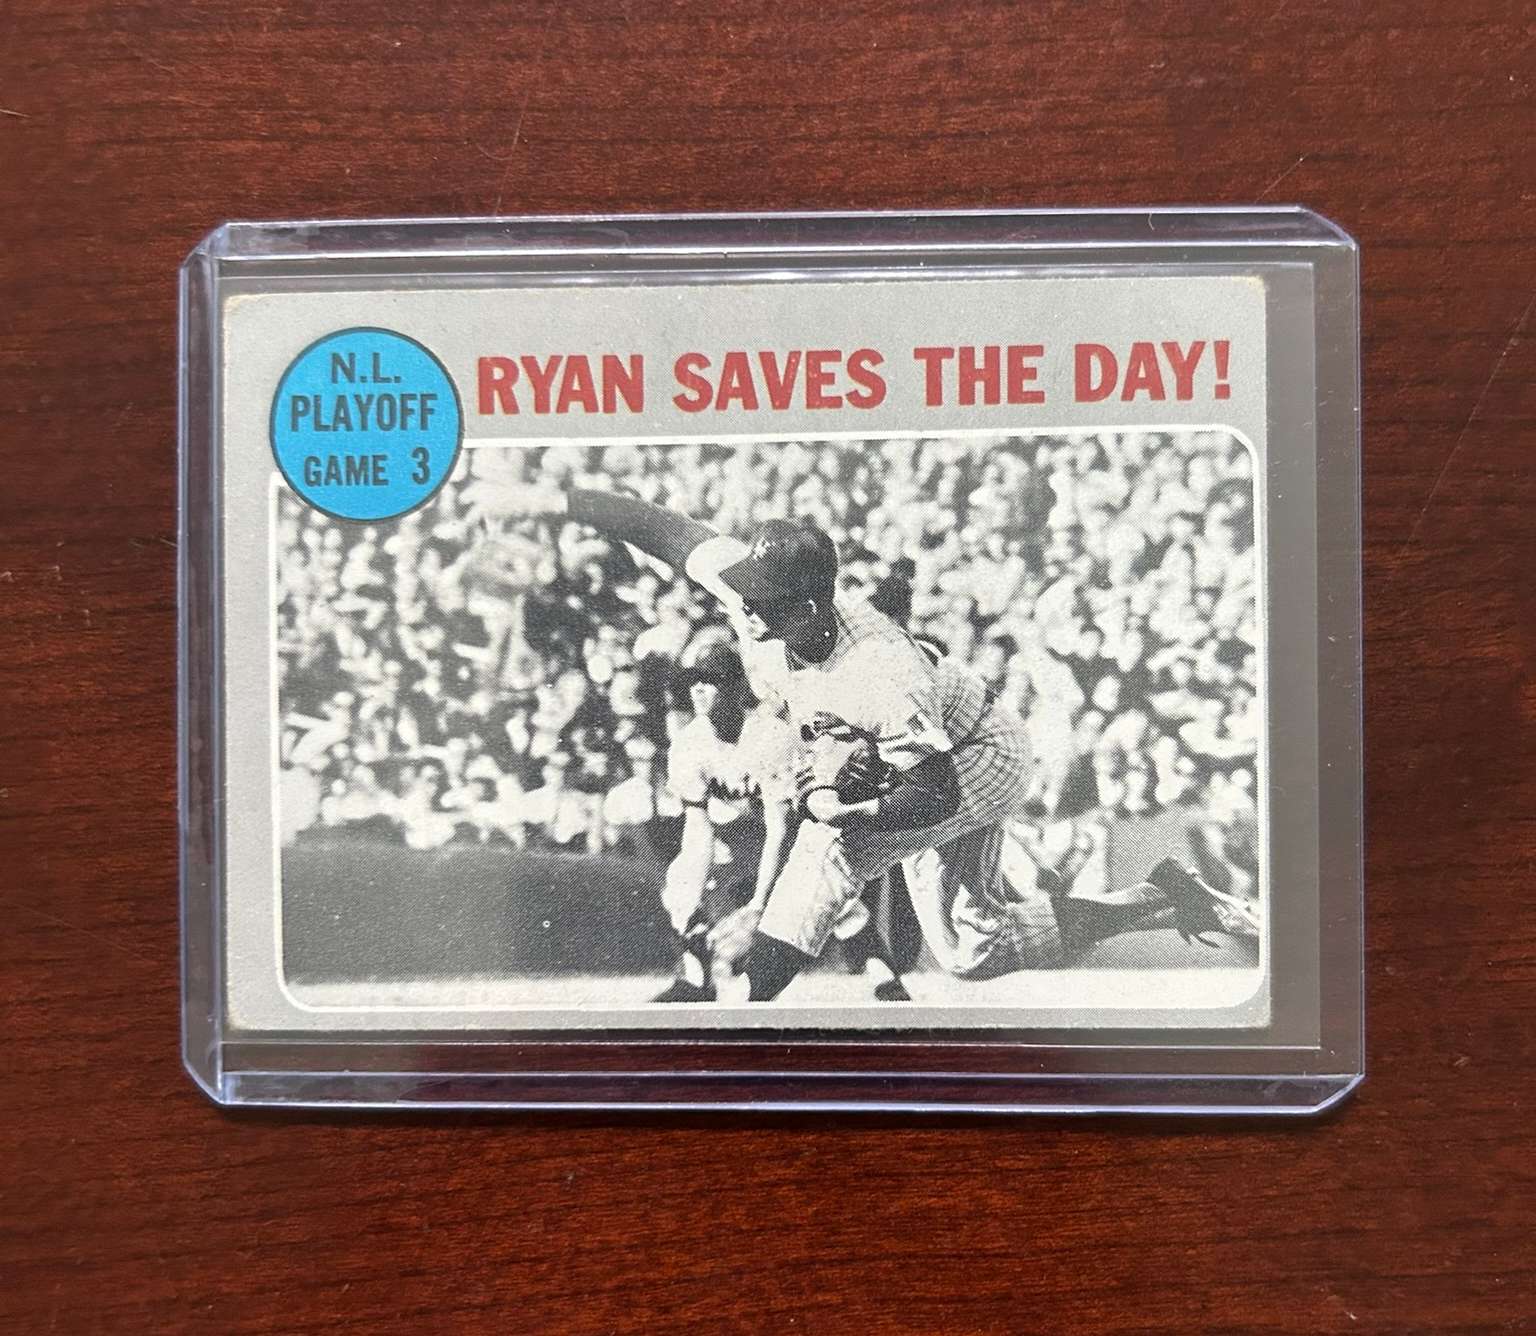 N.L.
PLAYOFF
GAME 3
RYAN SAVES THE DAY!